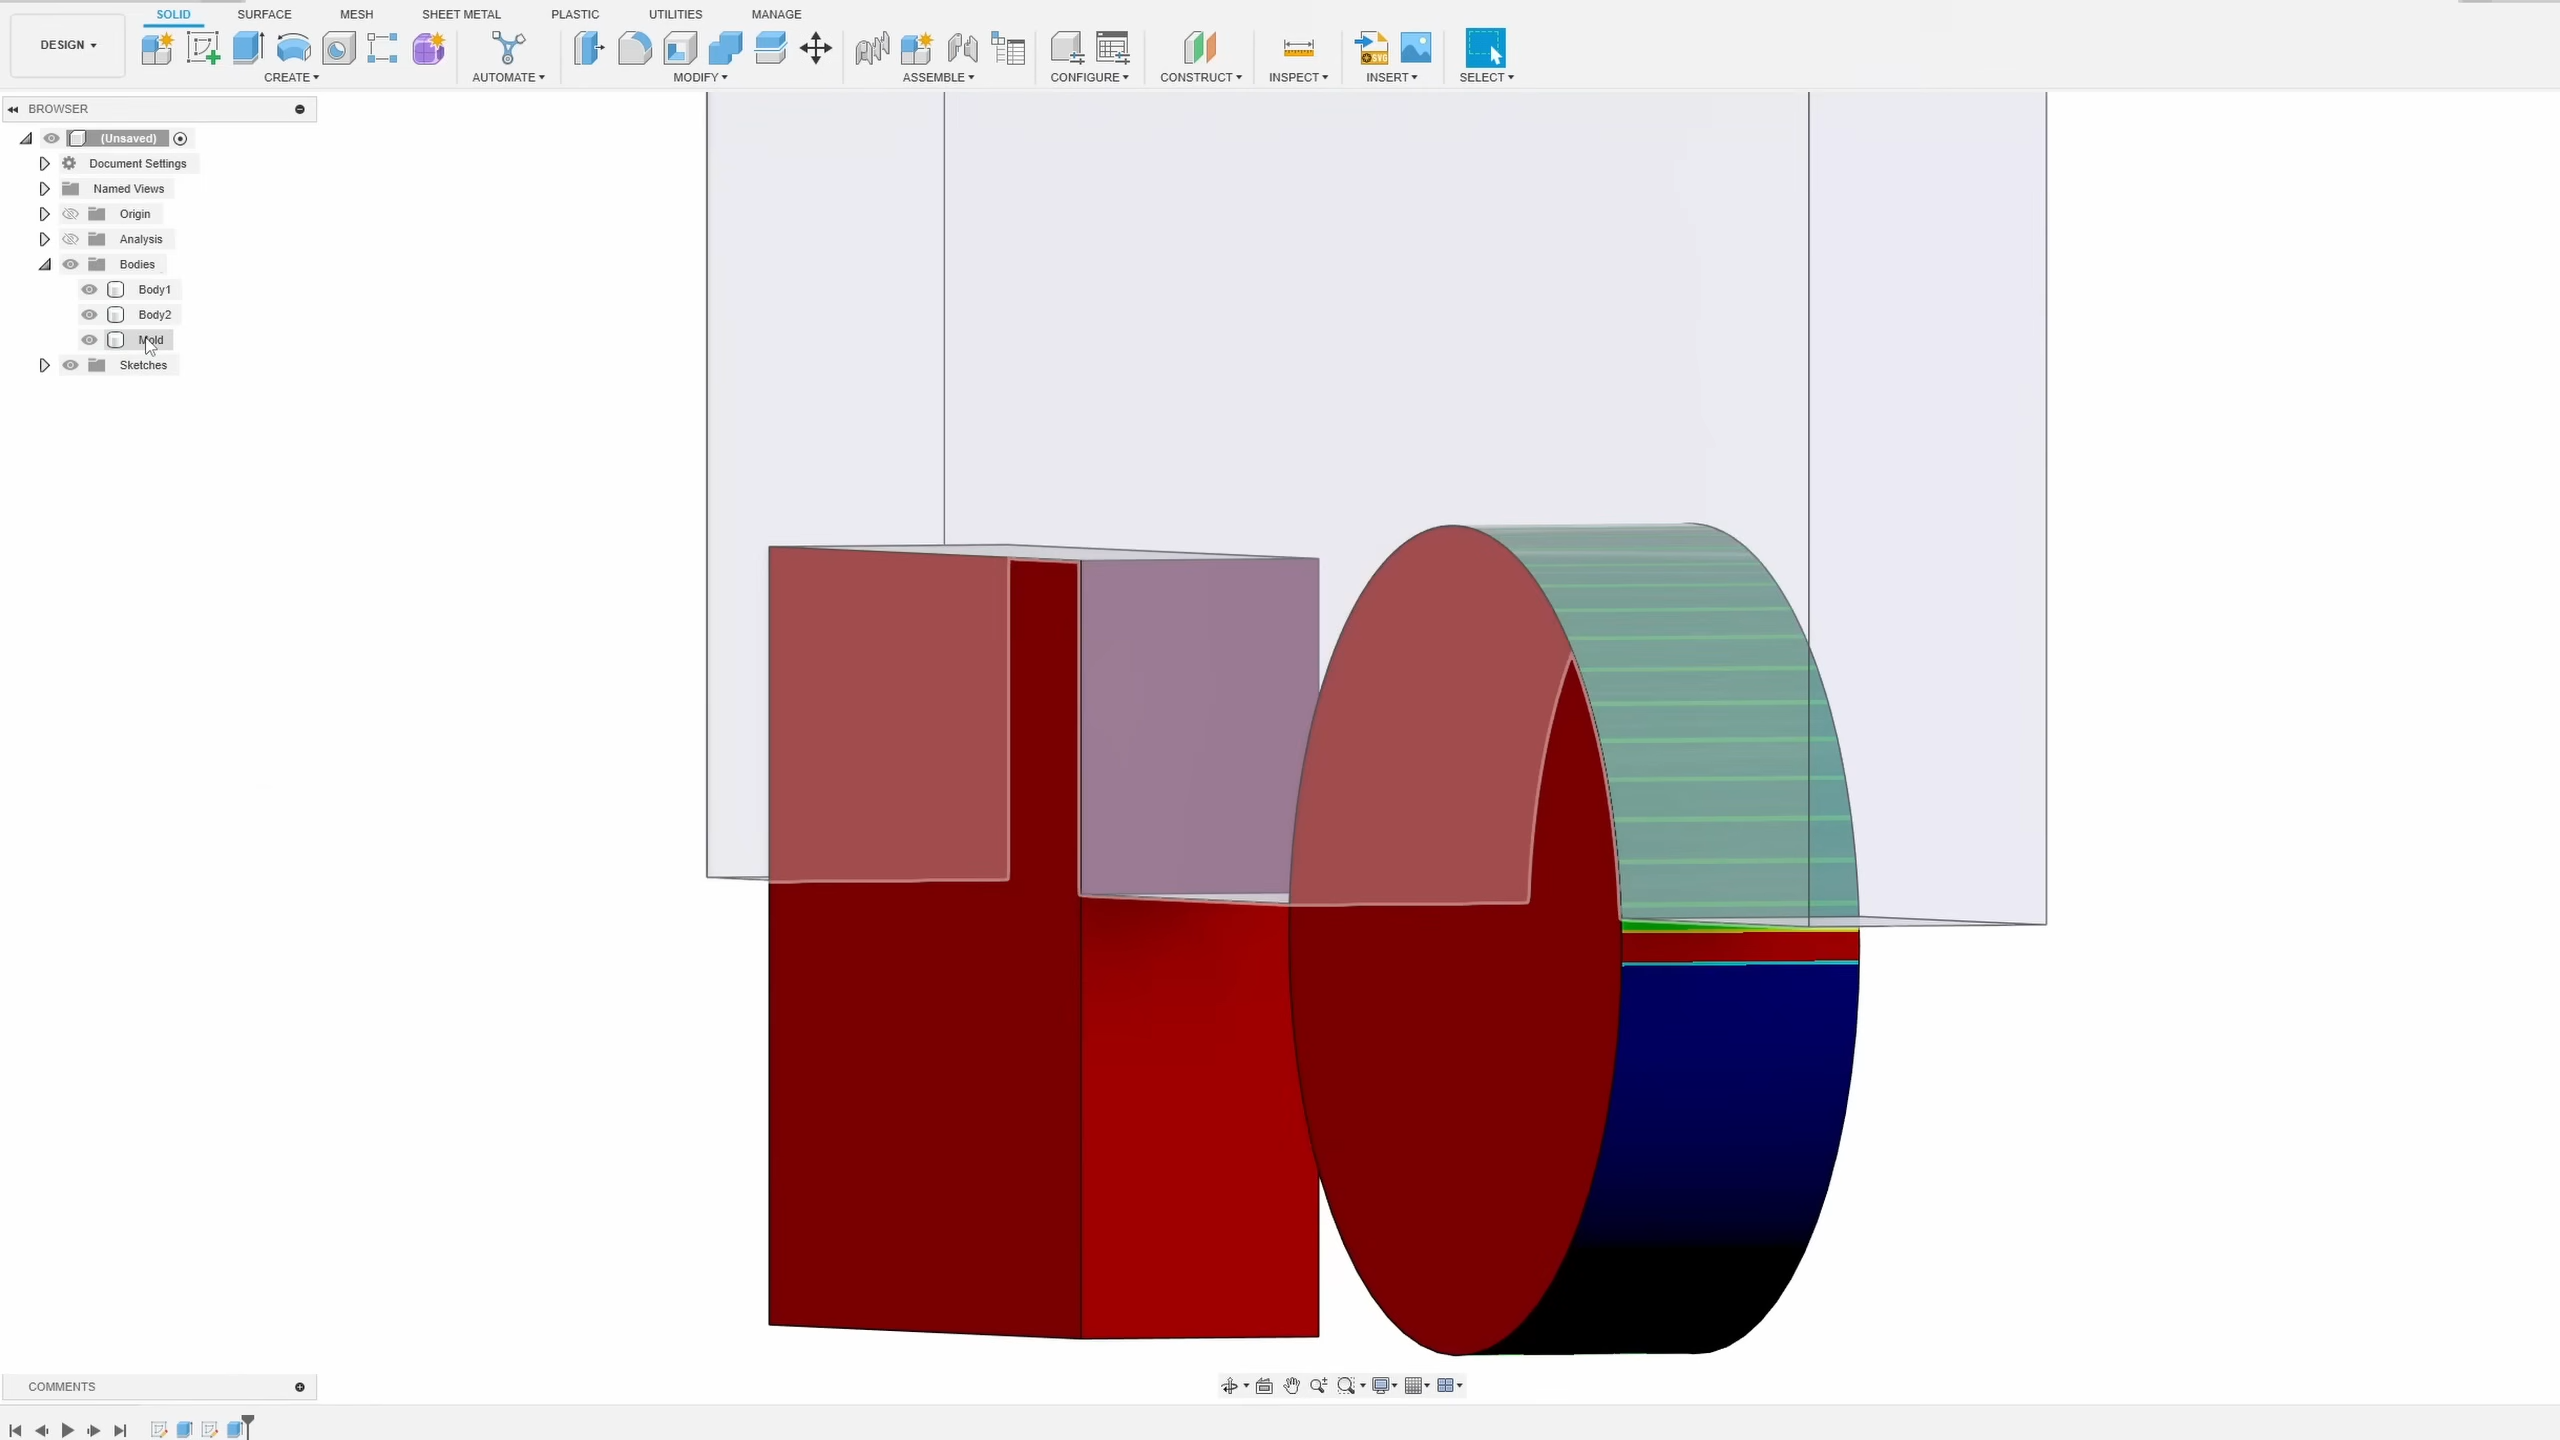 SOLID SURFACE MESH SHEET METAL PLASTIC UTILITIES MANAGE
DESIGN
CREATE AUTOMATE MODIFY ASSEMBLE CONFIGURE CONSTRUCT INSPECT INSERT SELECT
SVG
BROWSER
(Unsaved)
Document Settings
Named Views
Origin
Analysis
Bodies
Body1
Body2
Mold
Sketches
COMMENTS